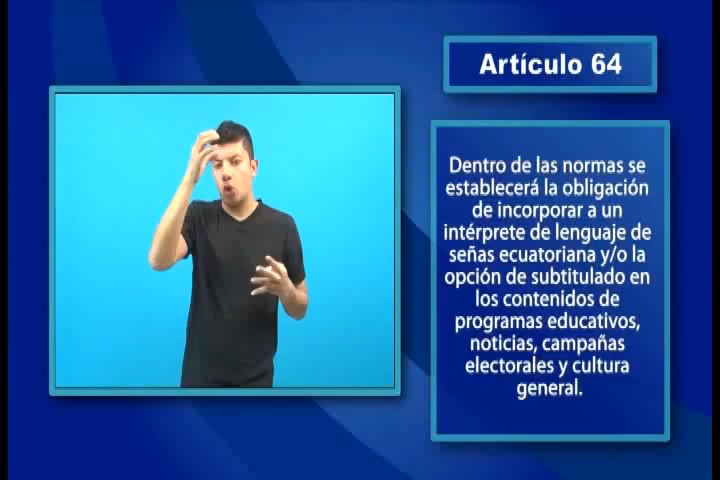 Artículo 64
Dentro de las normas se
establecerá la obligación
de incorporar a un
intérprete de lenguaje de
señas ecuatoriana y/o la
opción de subtitulado en
los contenidos de
programas educativos,
noticias, campañas
electorales y cultura
general.